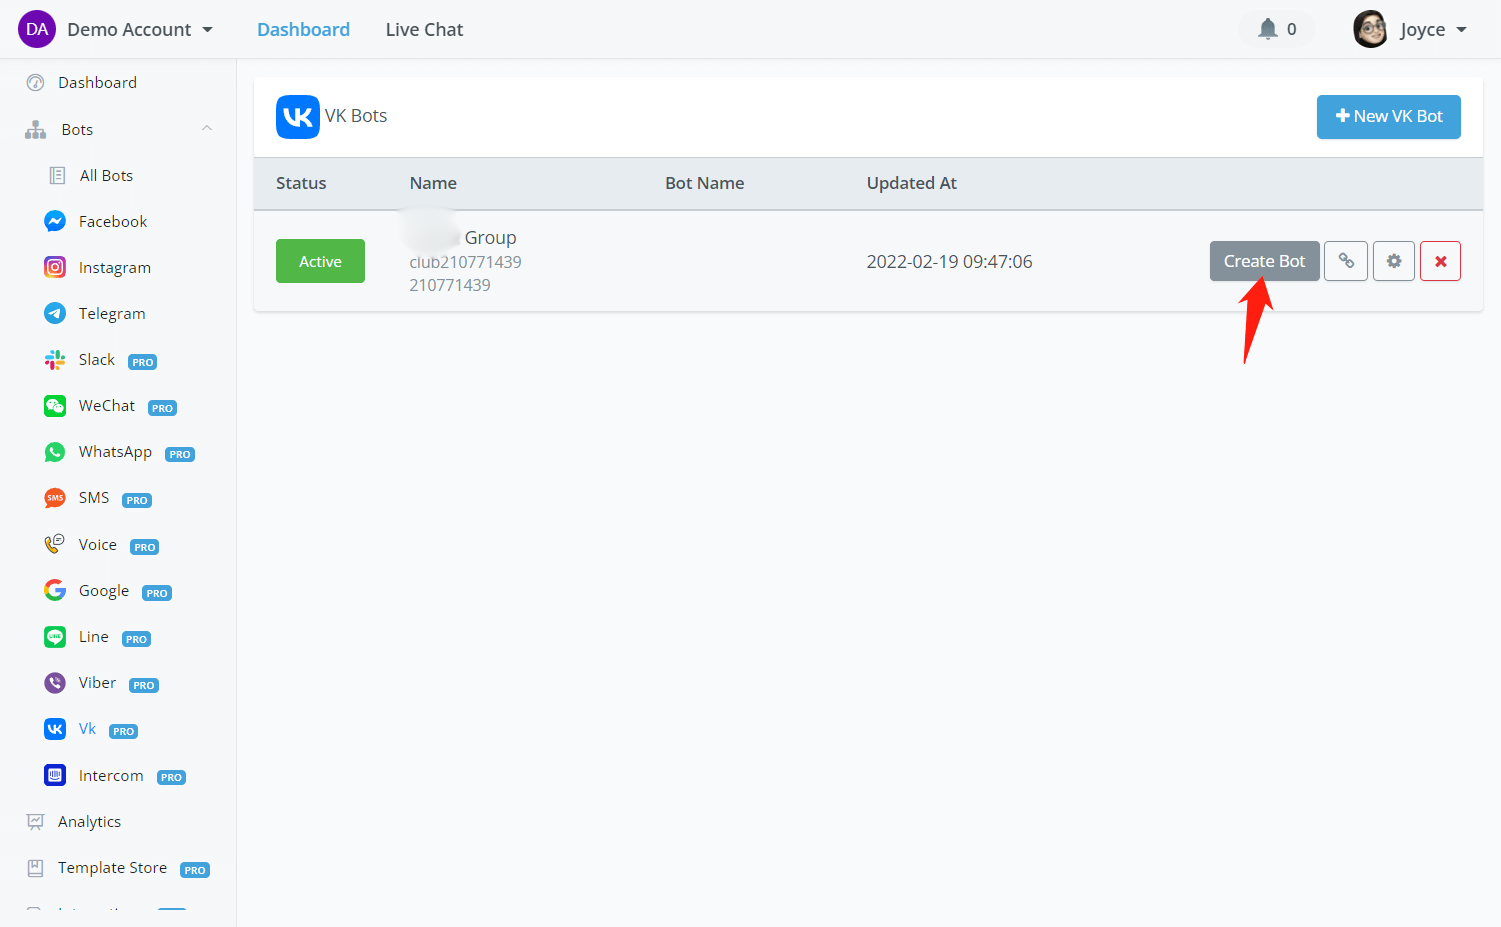 DA Demo Account Dashboard Live Chat 0 Joyce
Dashboard
Bots
All Bots
Facebook
Instagram
Telegram
Slack PRO
WeChat PRO
WhatsApp PRO
SMS SMS PRO
Voice PRO
Google PRO
LINE Line PRO
Viber PRO
Vk PRO
Intercom PRO
Analytics
Template Store PRO
VK Bots
New VK Bot
Status Name Bot Name Updated At
Active
Group
club210771439
210771439
2022-02-19 09:47:06
Create Bot